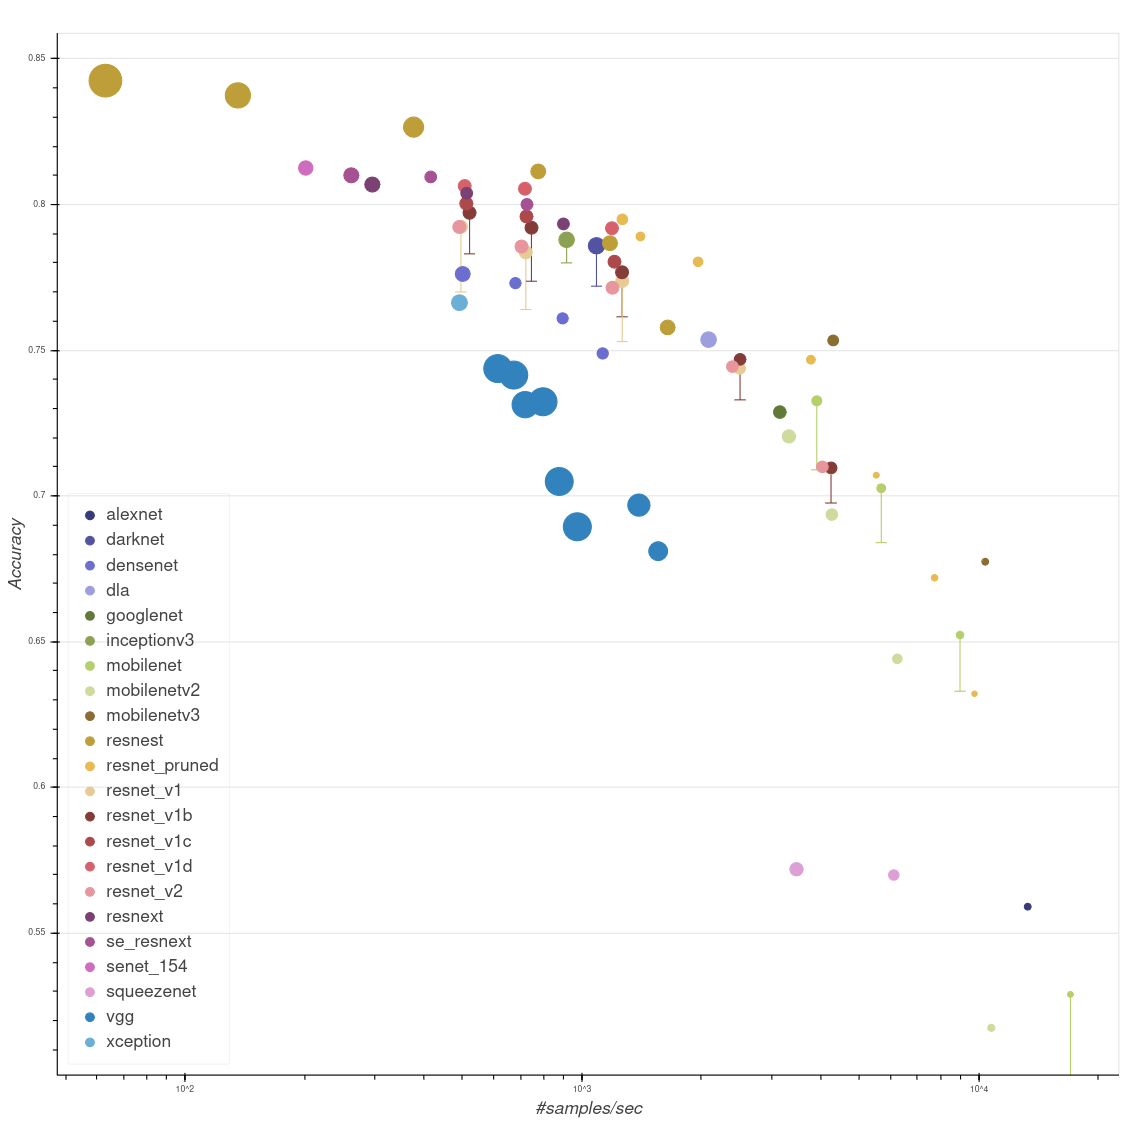 0.85
0.8
0.75
0.7
0.65
0.6
0.55
Accuracy
alexnet
darknet
densenet
dla
googlenet
inceptionv3
mobilenet
mobilenetv2
mobilenetv3
resnest
resnet_pruned
resnet_v1
resnet_v1b
resnet_v1c
resnet_v1d
resnet_v2
resnext
se_resnext
senet_154
squeezenet
vgg
xception
10^2
10^3
10^4
#samples/sec